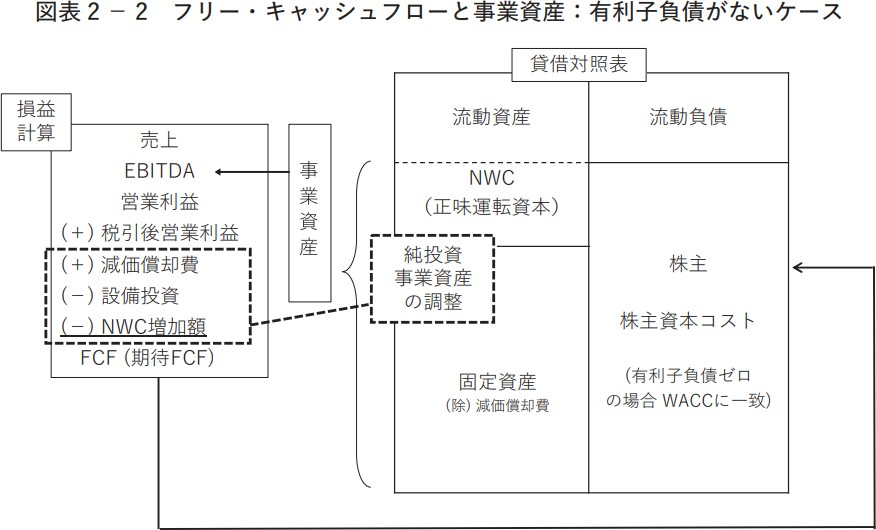 図表２－２　フリー・キャッシュフローと事業資産：有利子負債がないケース
損益
計算
売上
EBITDA
営業利益
(＋) 税引後営業利益
(＋) 減価償却費
(－) 設備投資
(－) NWC増加額
FCF (期待FCF)
事業資産
貸借対照表
流動資産
流動負債
NWC
(正味運転資本)
純投資
事業資産
の調整
固定資産
(除) 減価償却費
株主
株主資本コスト
(有利子負債ゼロ
の場合 WACCに一致)